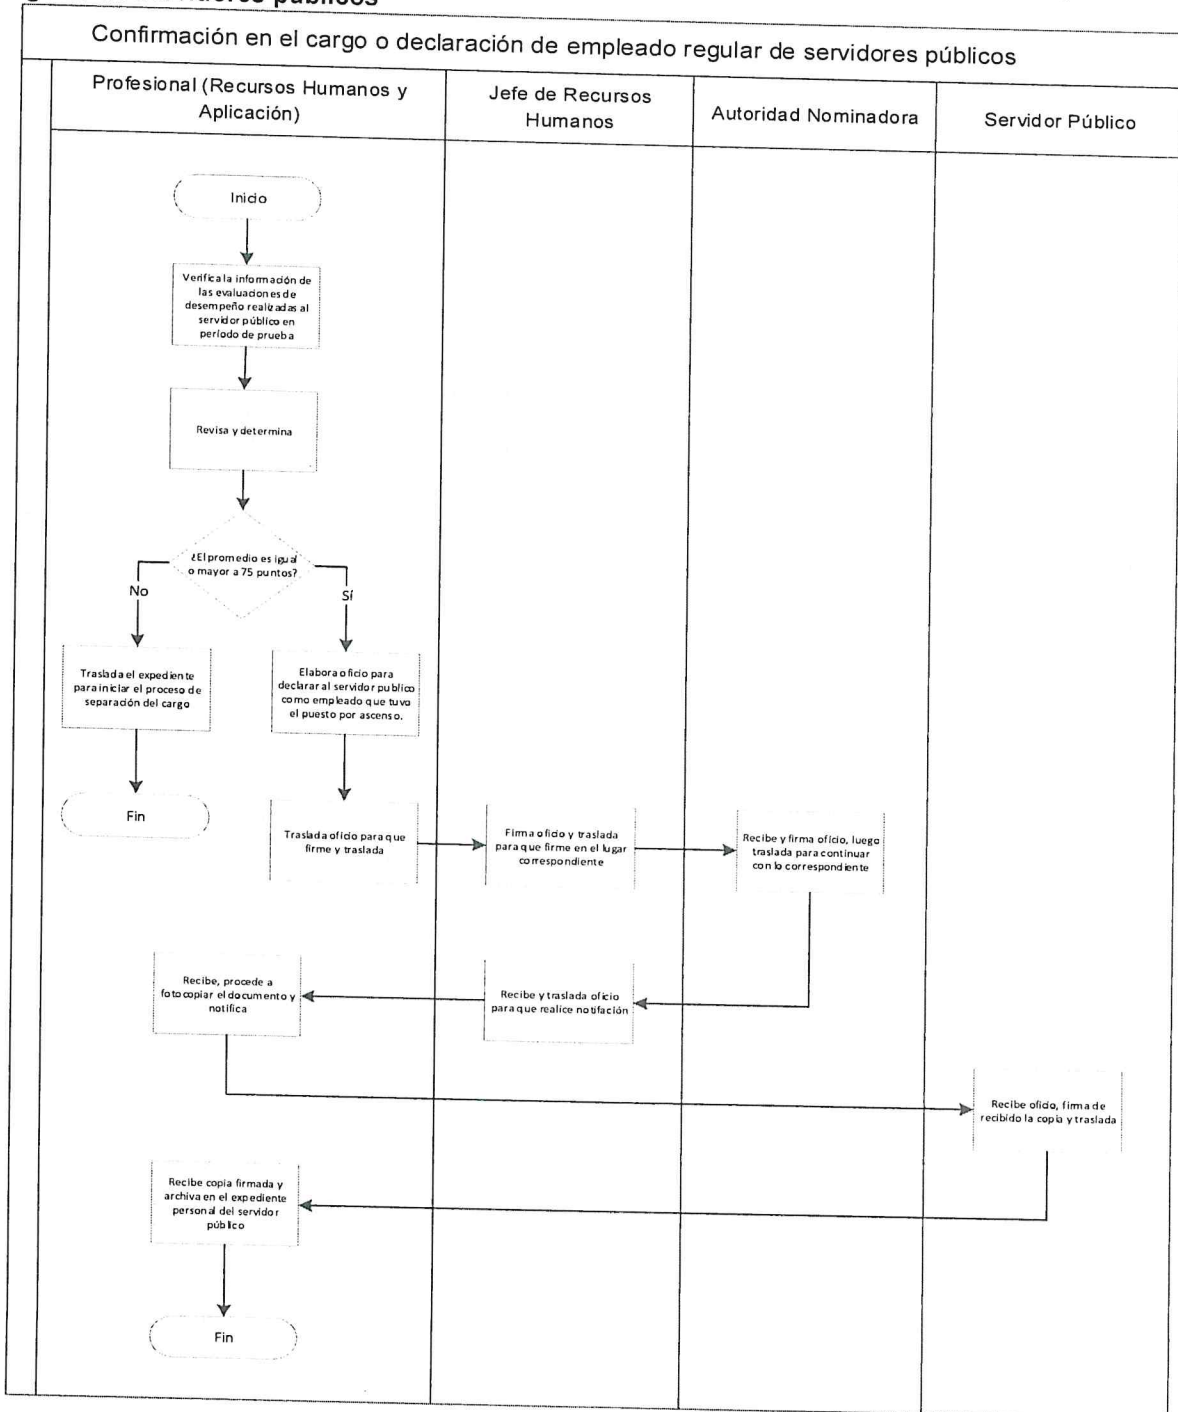 públicos
Confirmación en el cargo o declaración de empleado regular de servidores públicos
Profesional (Recursos Humanos y
Aplicación)
Jefe de Recursos
Humanos
Autoridad Nominadora
Servidor Público
Inicio
Verifica la información de
las evaluaciones de
desempeño realizadas al
servidor público en
período de prueba
Revisa y determina
¿El promedio es igual
o mayor a 75 puntos?
No
Sí
Traslada el expediente
para iniciar el proceso de
separación del cargo
Elabora oficio para
declarar al servidor publico
como empleado que tuvo
el puesto por ascenso.
Fin
Traslada oficio para que
firme y traslada
Firma oficio y traslada
para que firme en el lugar
correspondiente
Recibe y firma oficio, luego
traslada para continuar
con lo correspondiente
Recibe, procede a
fotocopiar el documento y
notifica
Recibe y traslada oficio
para que realice notifación
Recibe oficio, firma de
recibido la copia y traslada
Recibe copia firmada y
archiva en el expediente
personal del servidor
público
Fin